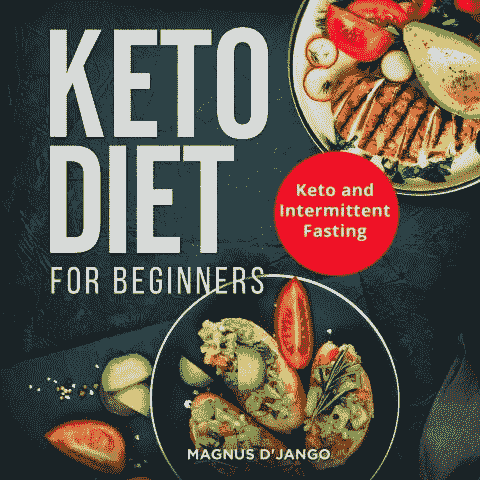 KETO
DIET
FOR BEGINNERS
Keto and
Intermittent
Fasting
MAGNUS D'JANGO